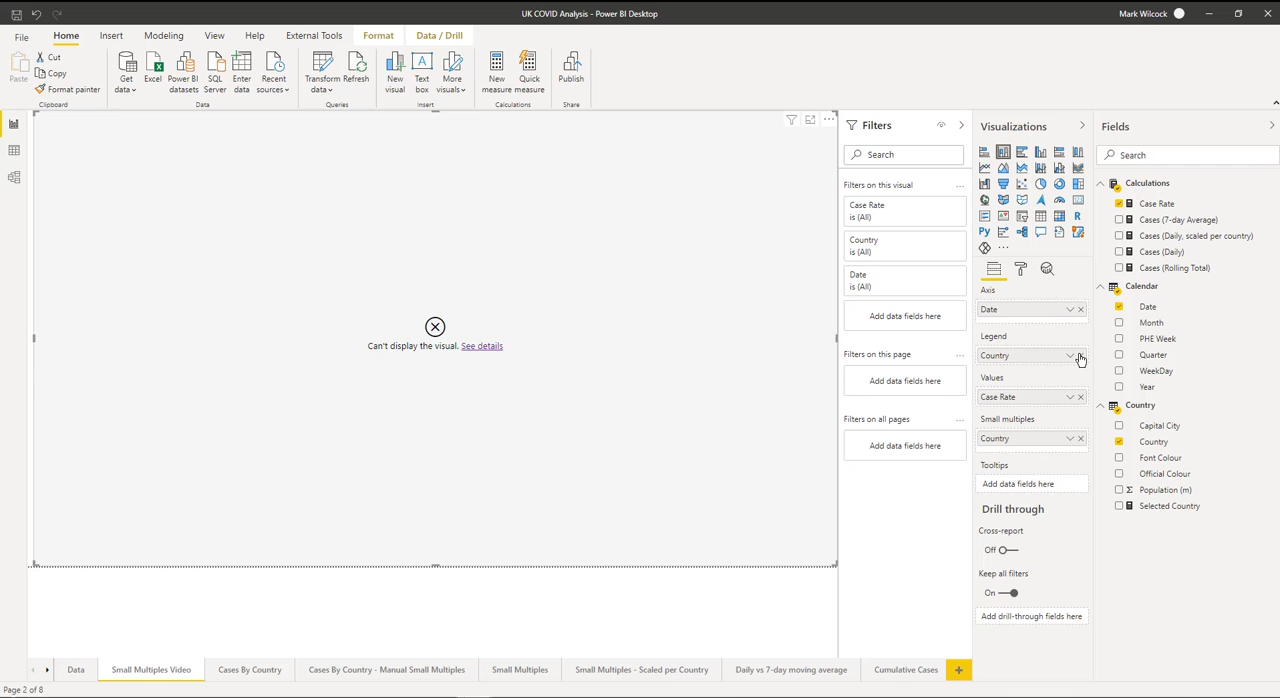 UK COVID Analysis - Power BI Desktop
Mark Wilcock
File
Home
Insert
Modeling
View
Help
External Tools
Format
Data / Drill
Paste
Cut
Copy
Format painter
Clipboard
Get data
Excel
Power BI datasets
SQL Server
Enter data
Recent sources
Data
Transform data
Refresh
Queries
New visual
Text box
More visuals
Insert
New measure
Quick measure
Calculations
Publish
Share
Can't display the visual. See details
Filters
Search
Filters on this visual
Case Rate
is (All)
Country
is (All)
Date
is (All)
Add data fields here
Filters on this page
Add data fields here
Filters on all pages
Add data fields here
Visualizations
R
Py
Axis
Date
Legend
Country
Values
Case Rate
Small multiples
Country
Tooltips
Add data fields here
Drill through
Cross-report
Off
Keep all filters
On
Add drill-through fields here
Fields
Search
Calculations
Case Rate
Cases (7-day Average)
Cases (Daily, scaled per country)
Cases (Daily)
Cases (Rolling Total)
Calendar
Date
Month
PHE Week
Quarter
WeekDay
Year
Country
Capital City
Country
Font Colour
Official Colour
Σ Population (m)
Selected Country
Data
Small Multiples Video
Cases By Country
Cases By Country - Manual Small Multiples
Small Multiples
Small Multiples - Scaled per Country
Daily vs 7-day moving average
Cumulative Cases
Page 2 of 8